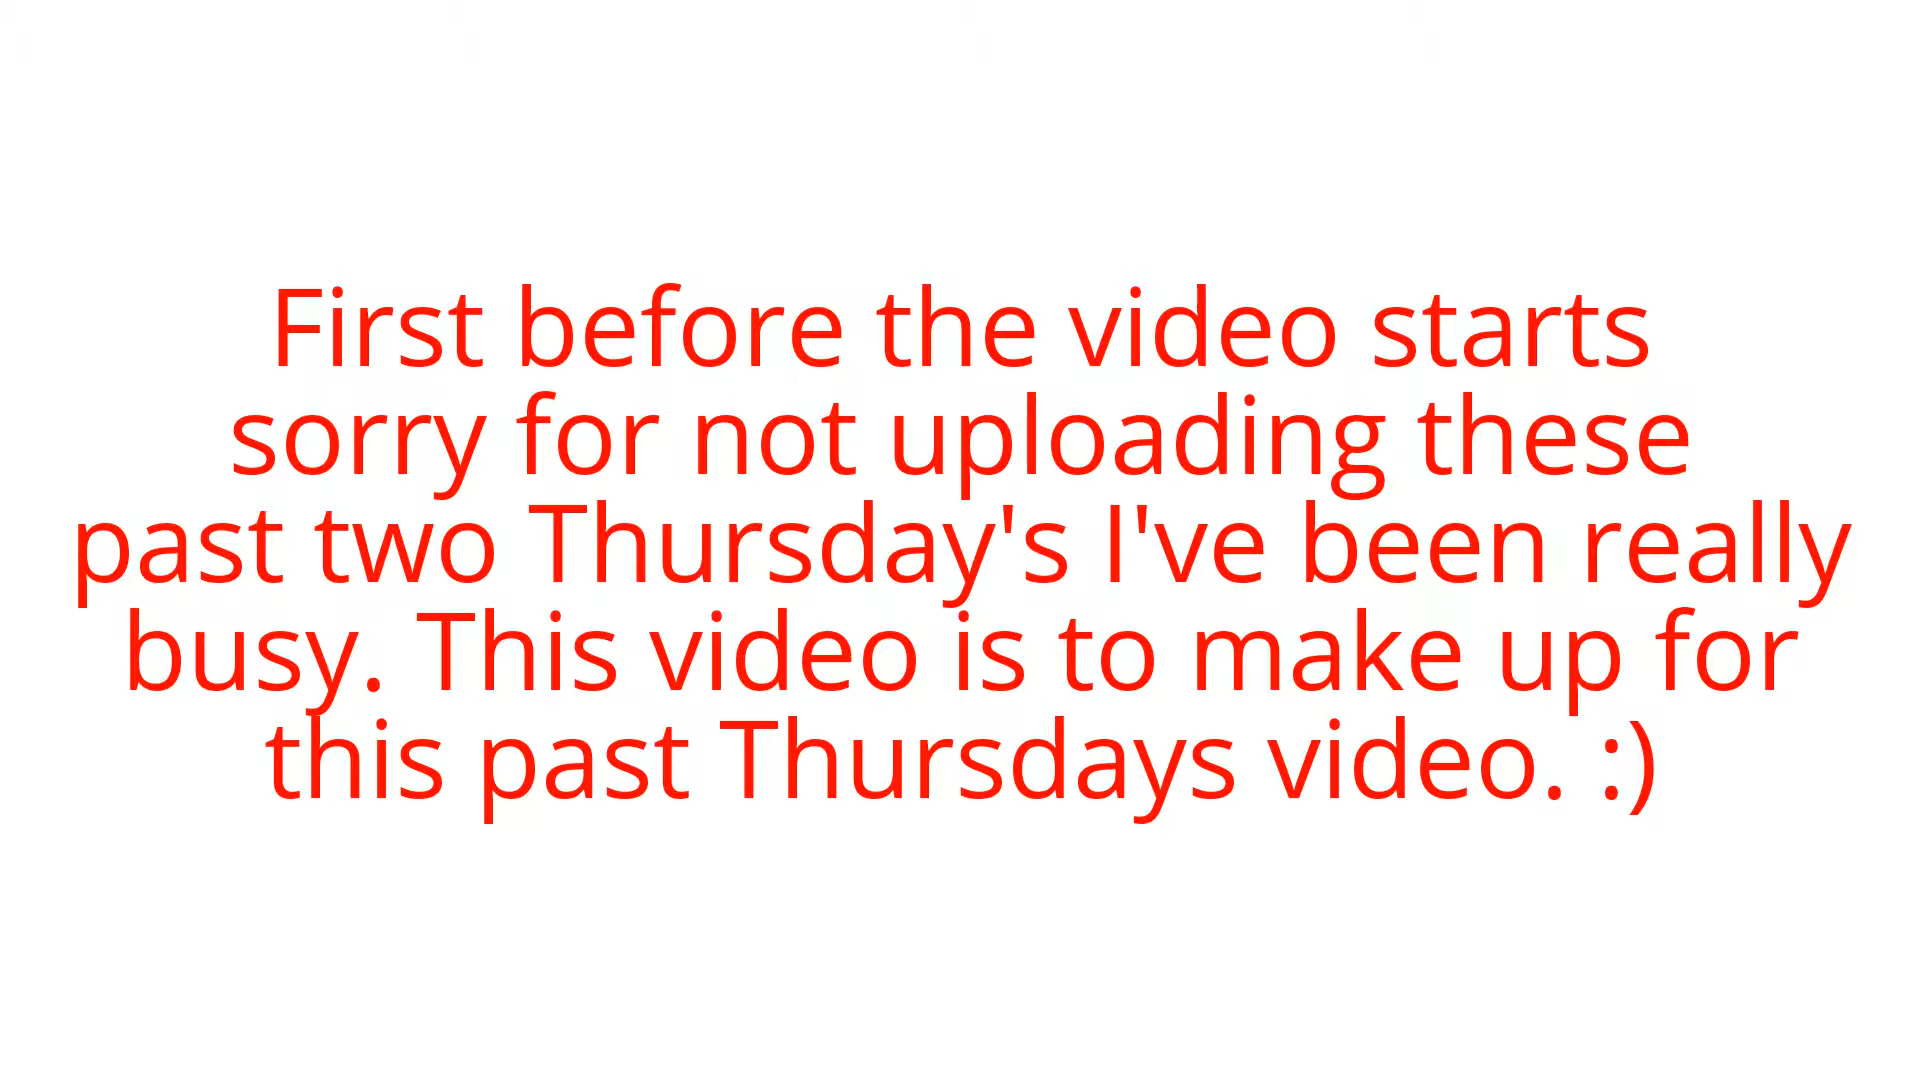 First before the video starts
sorry for not uploading these
past two Thursday's I've been really
busy. This video is to make up for
this past Thursdays video. :)